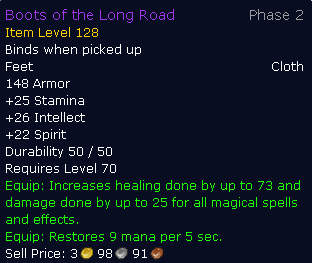 Boots of the Long Road Phase 2
Item Level 128
Binds when picked up
Feet Cloth
148 Armor
+25 Stamina
+26 Intellect
+22 Spirit
Durability 50 / 50
Requires Level 70
Equip: Increases healing done by up to 73 and
damage done by up to 25 for all magical spells
and effects.
Equip: Restores 9 mana per 5 sec.
Sell Price: 3 98 91